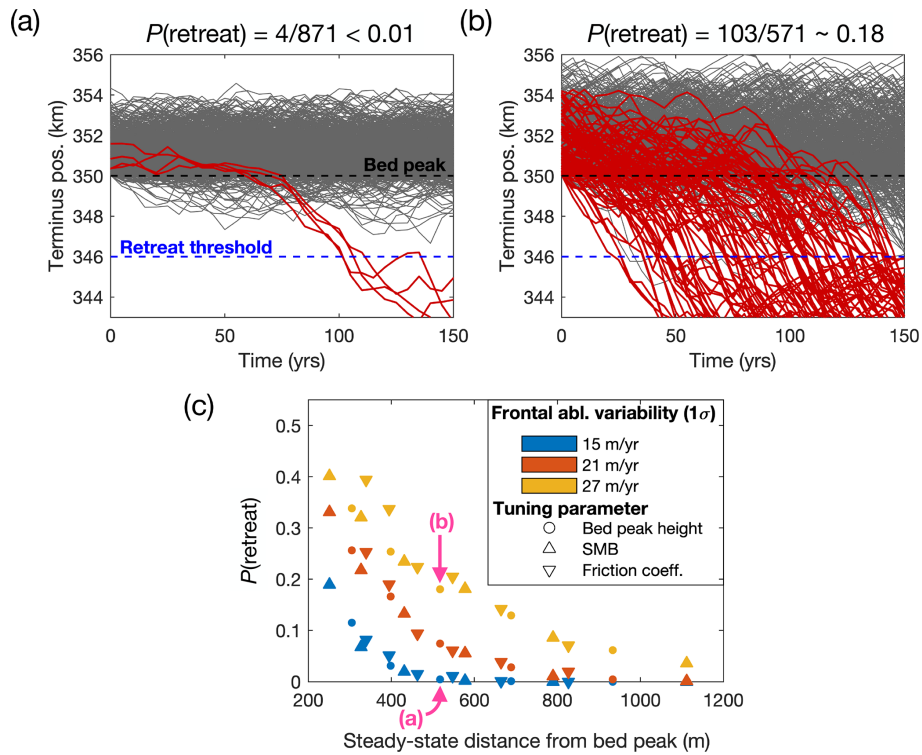 (a)
P(retreat) = 4/871 < 0.01
356
354
352
350
348
346
344
Terminus pos. (km)
Bed peak
Retreat threshold
0
50
100
150
Time (yrs)
(b)
P(retreat) = 103/571 ~ 0.18
356
354
352
350
348
346
344
Terminus pos. (km)
0
50
100
150
Time (yrs)
(c)
0.5
0.4
0.3
0.2
0.1
0
P(retreat)
Frontal abl. variability (1σ)
15 m/yr
21 m/yr
27 m/yr
Tuning parameter
Bed peak height
SMB
Friction coeff.
(b)
(a)
200
400
600
800
1000
1200
Steady-state distance from bed peak (m)